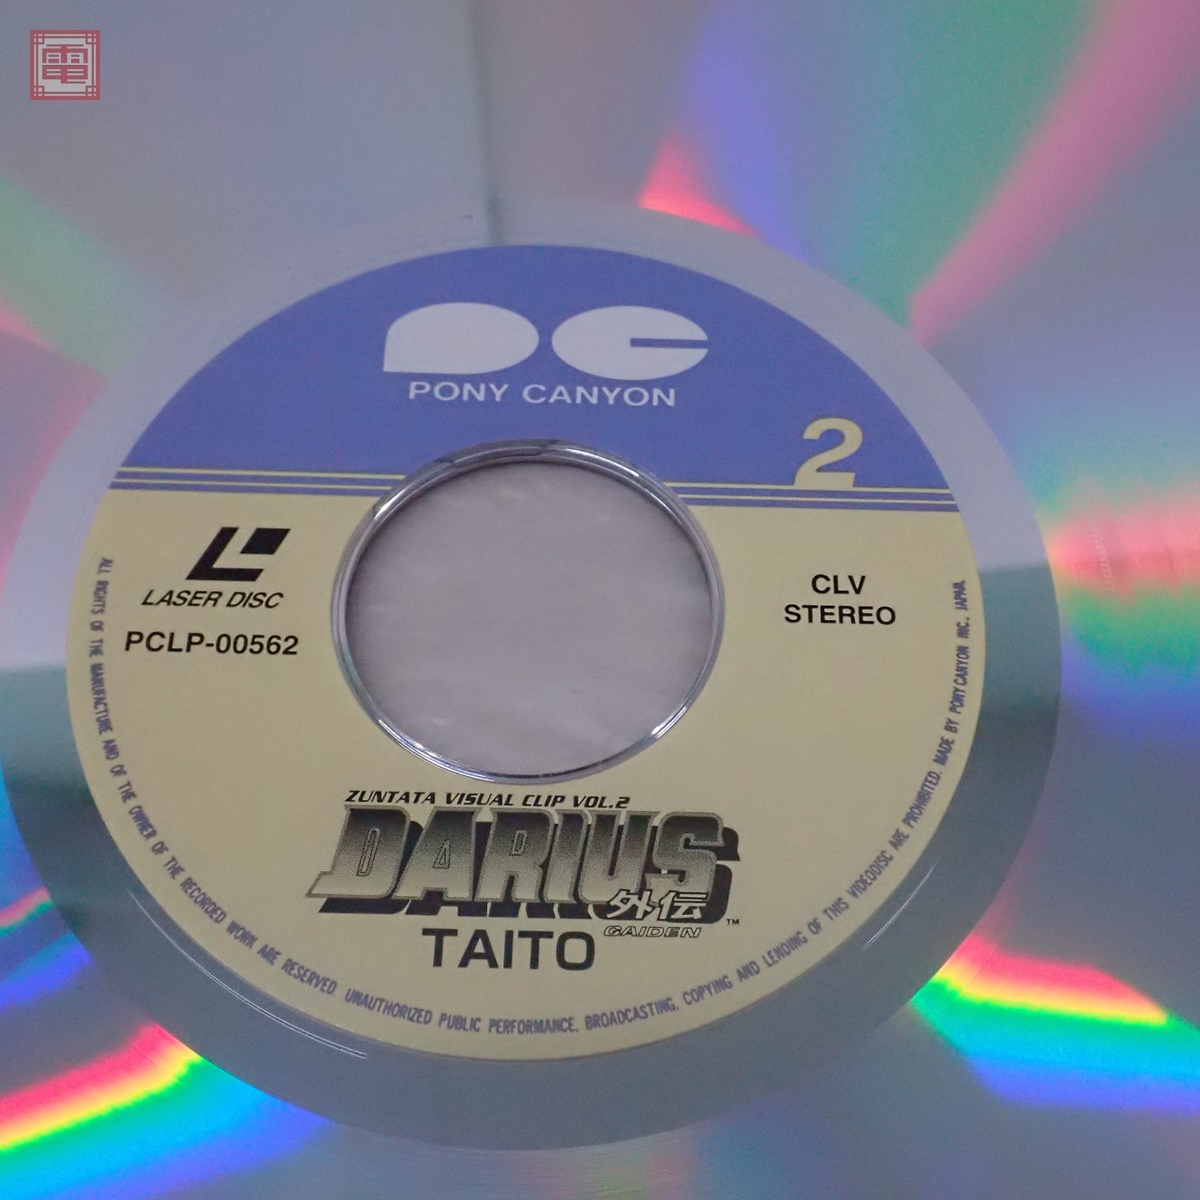 電
PONY CANYON
2
LASER DISC
PCLP-00562
CLV
STEREO
ZUNTATA VISUAL CLIP VOL.2
DARIUS
外伝
TM
GAIDEN
TAITO
ALL RIGHTS OF THE MANUFACTURE AND OF THE OWNER OF THE RECORDED WORK ARE RESERVED. UNAUTHORIZED PUBLIC PERFORMANCE, BROADCASTING, COPYING AND LENDING OF THIS VIDEODISC ARE PROHIBITED. MADE BY PONY CANYON INC. JAPAN.